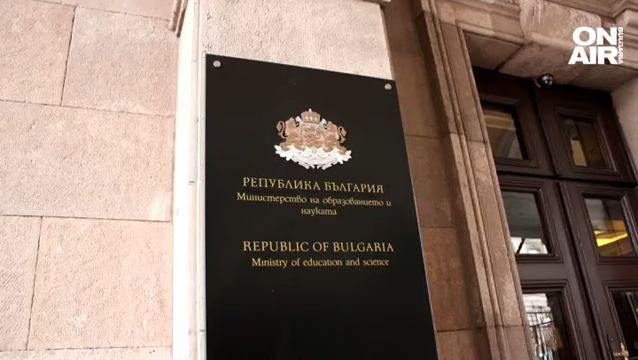 ON
AIR
BULGARIA
РЕПУБЛИКА БЪЛГАРИЯ
Министерство на образованието и
науката
REPUBLIC OF BULGARIA
Ministry of education and science